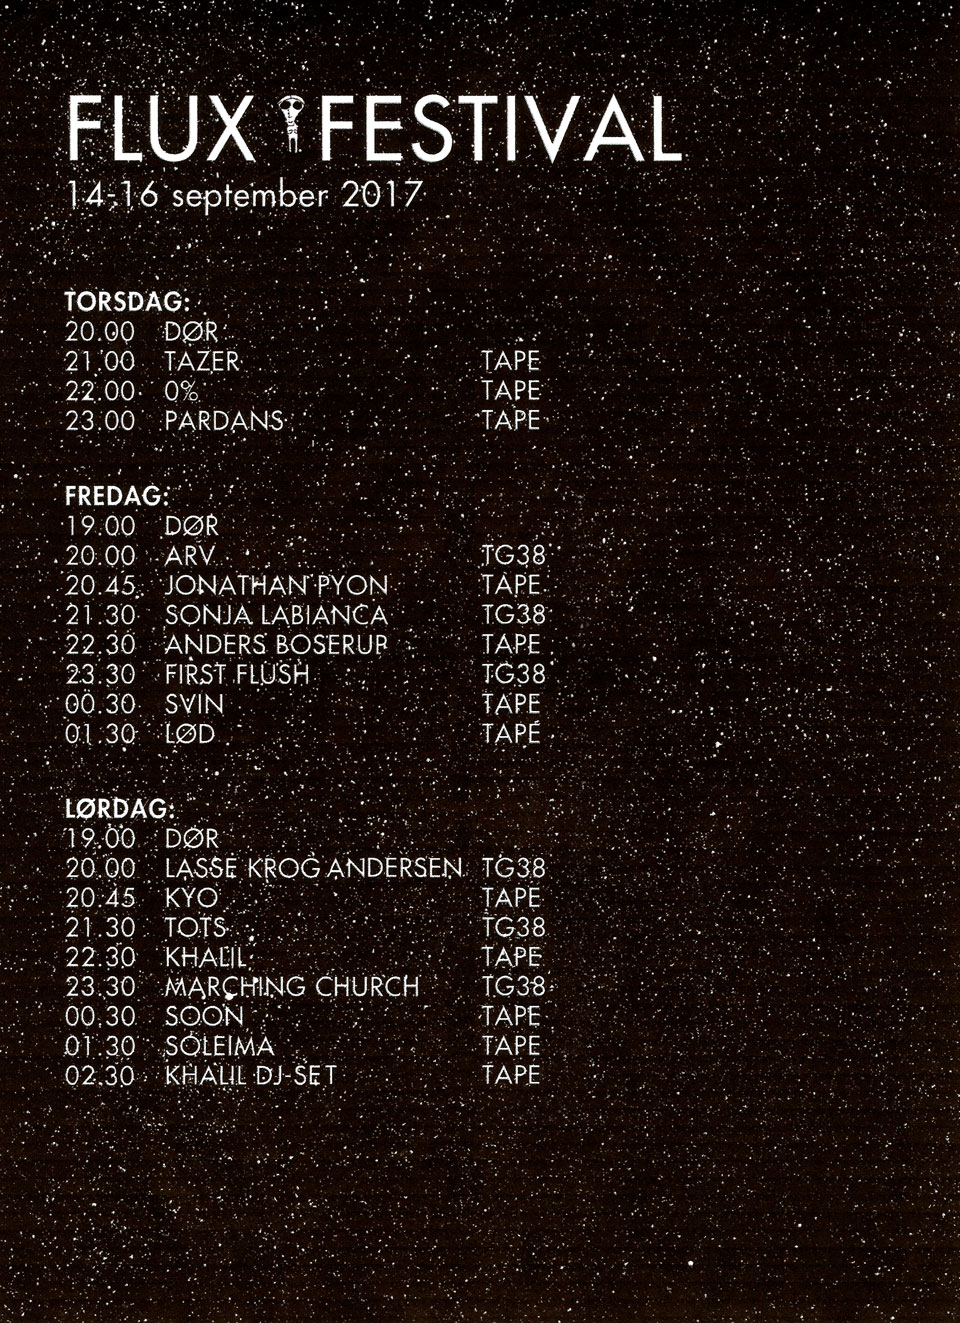 FLUX FESTIVAL
14-16 september 2017
TORSDAG:
20.00 DØR
21.00 TAZER TAPE
22.00 0% TAPE
23.00 PARDANS TAPE
FREDAG:
19.00 DØR
20.00 ARV TG38
20.45 JONATHAN PYON TAPE
21.30 SONJA LABIANCA TG38
22.30 ANDERS BOSERUP TAPE
23.30 FIRST FLUSH TG38
00.30 SVIN TAPE
01.30 LØD TAPE
LØRDAG:
19.00 DØR
20.00 LASSE KROG ANDERSEN TG38
20.45 KYO TAPE
21.30 TOTS TG38
22.30 KHALIL TAPE
23.30 MARCHING CHURCH TG38
00.30 SOON TAPE
01.30 SOLEIMA TAPE
02.30 KHALIL DJ-SET TAPE